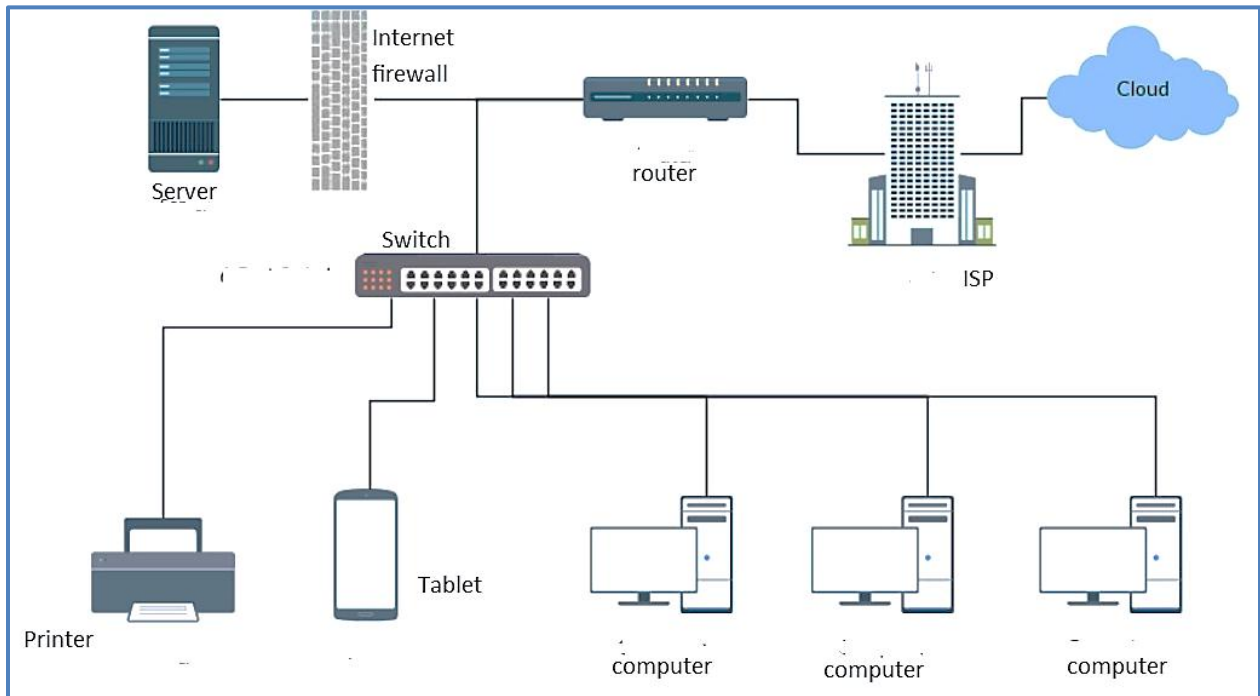 Internet
firewall
Cloud
router
Server
Switch
ISP
Tablet
Printer
computer
computer
computer